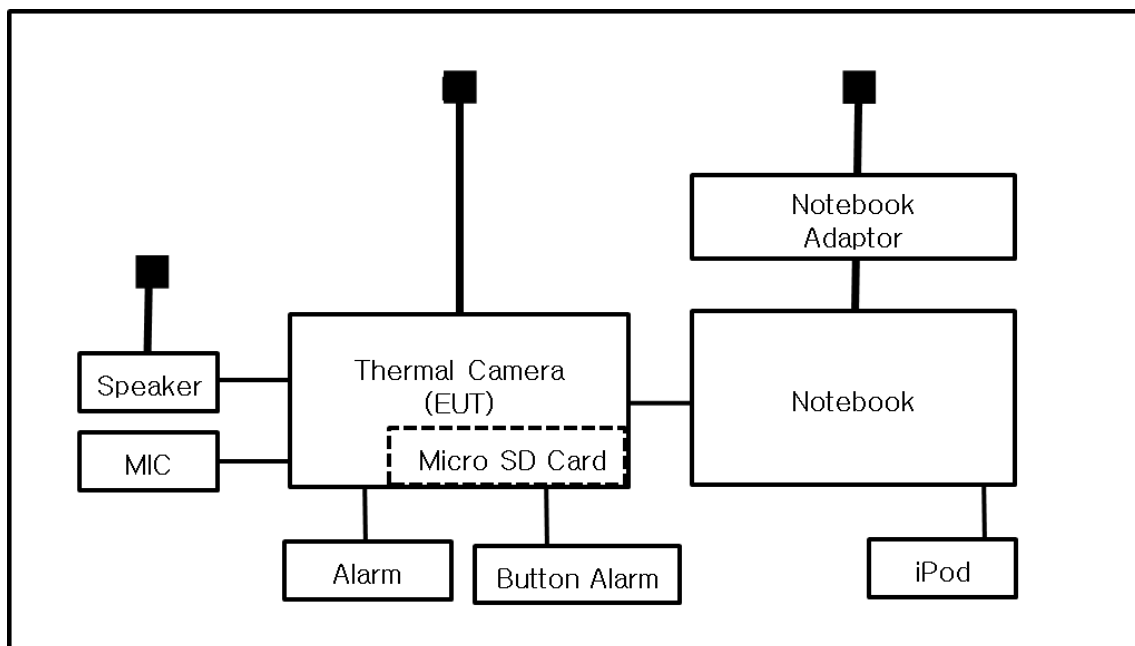 Notebook
Adaptor
Speaker
Thermal Camera
(EUT)
Notebook
MIC
Micro SD Card
Alarm
Button Alarm
iPod